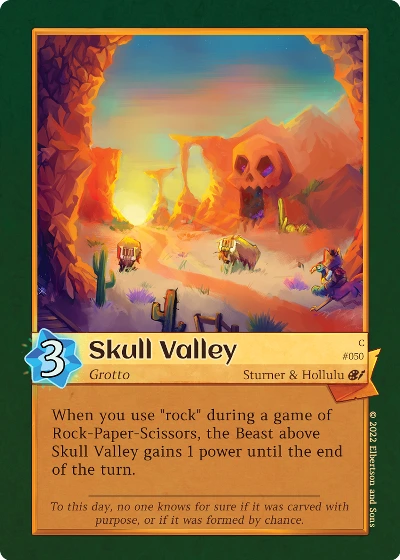 3
Skull Valley
C
#050
Grotto
Sturner & Hollulu
When you use "rock" during a game of
Rock-Paper-Scissors, the Beast above
Skull Valley gains 1 power until the end
of the turn.
To this day, no one knows for sure if it was carved with
purpose, or if it was formed by chance.
© 2022 Elbertson and Sons